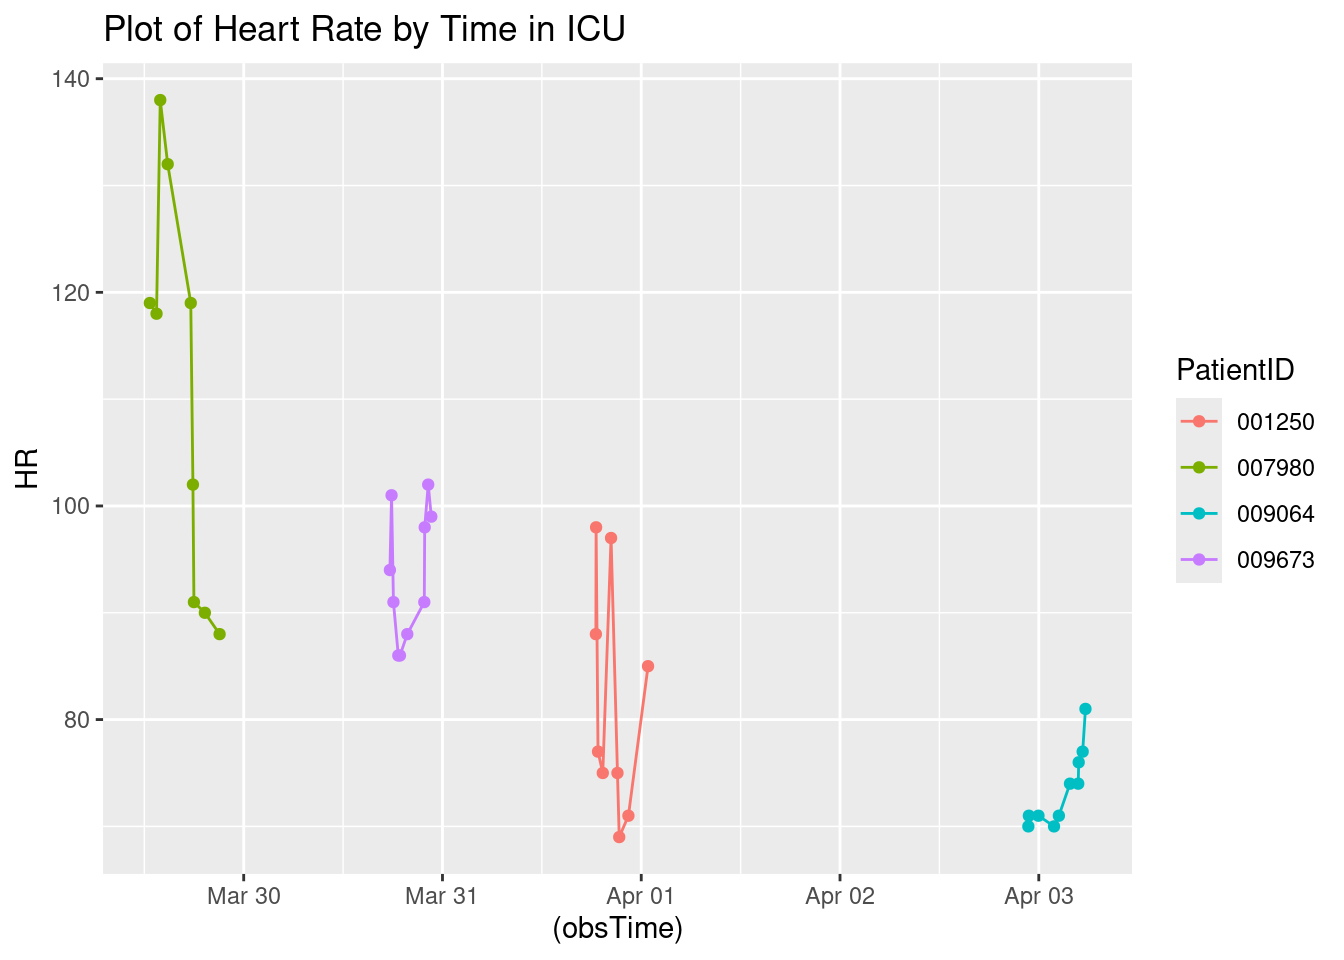 Plot of Heart Rate by Time in ICU
140
120
100
80
HR
Mar 30
Mar 31
Apr 01
Apr 02
Apr 03
(obsTime)
PatientID
001250
007980
009064
009673